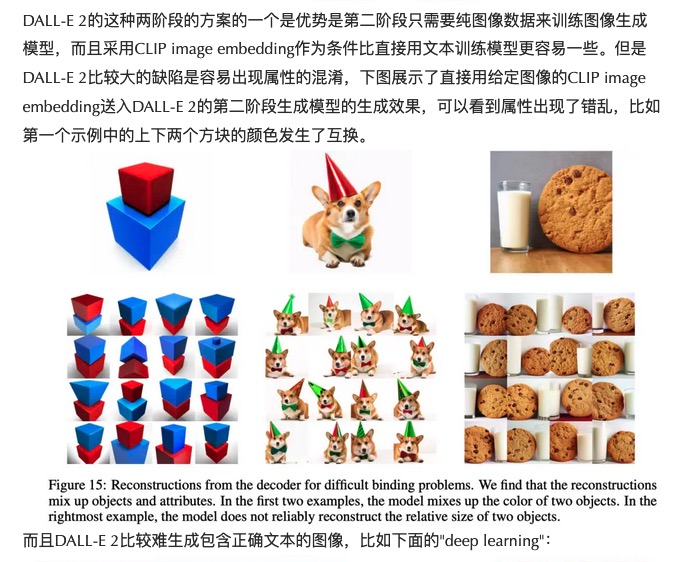 DALL-E 2的这种两阶段的方案的一个是优势是第二阶段只需要纯图像数据来训练图像生成
模型，而且采用CLIP image embedding作为条件比直接用文本训练模型更容易一些。但是
DALL-E 2比较大的缺陷是容易出现属性的混淆，下图展示了直接用给定图像的CLIP image
embedding送入DALL-E 2的第二阶段生成模型的生成效果，可以看到属性出现了错乱，比如
第一个示例中的上下两个方块的颜色发生了互换。
Figure 15: Reconstructions from the decoder for difficult binding problems. We find that the reconstructions
mix up objects and attributes. In the first two examples, the model mixes up the color of two objects. In the
rightmost example, the model does not reliably reconstruct the relative size of two objects.
而且DALL-E 2比较难生成包含正确文本的图像，比如下面的"deep learning"：